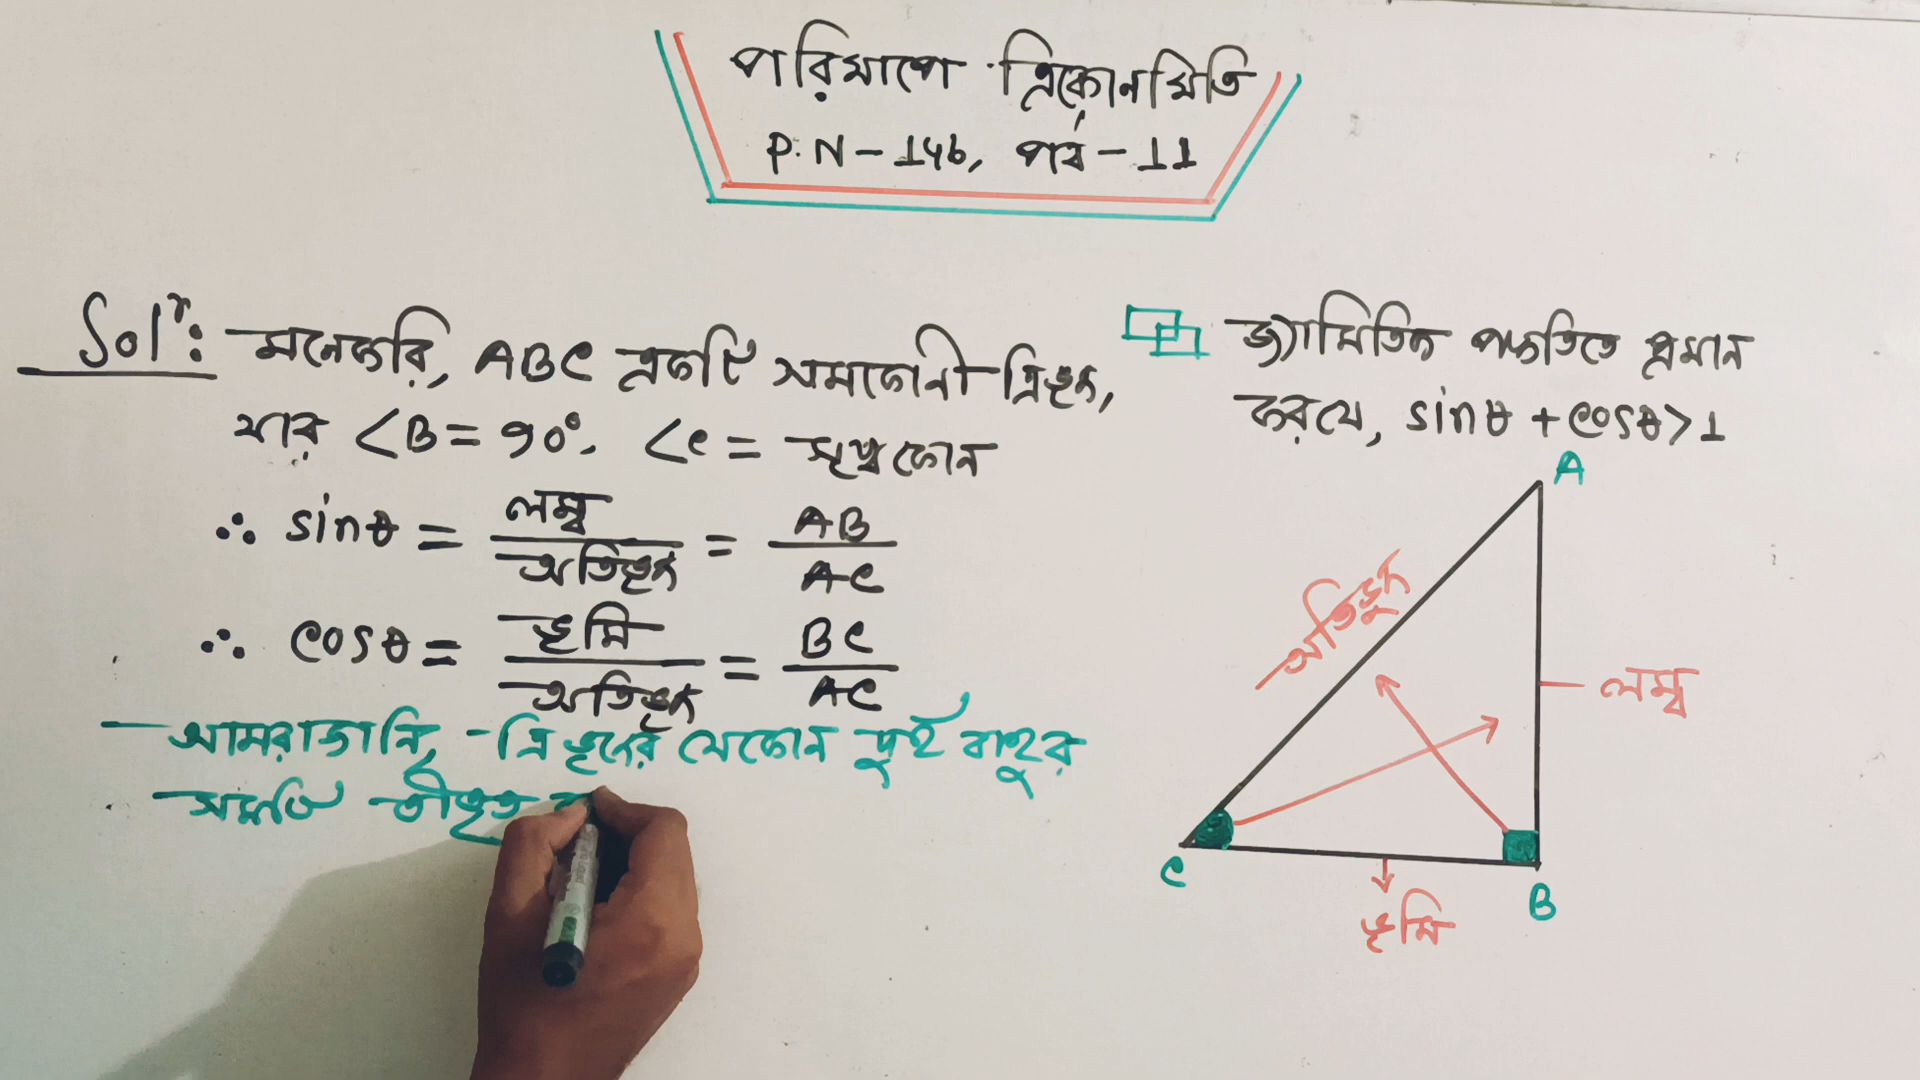 পরিমাপে ত্রিকোনমিতি
P.N - 146, পর্ব - 11
Solⁿ: মনেকরি, ABC একটি সমকোনী ত্রিভুজ,
যার <B = 90°, <C = সূক্ষ্মকোন
∴ sinθ = লম্ব/অতিভুজ = AB/AC
∴ cosθ = ভূমি/অতিভুজ = BC/AC
আমরাজানি, ত্রিভুজের যেকোন দুই বাহুর
সমষ্টি তৃতীয়
জ্যামিতিক পদ্ধতিতে প্রমান
করযে, sinθ + cosθ > 1
A
অতিভুজ
লম্ব
C
B
ভূমি